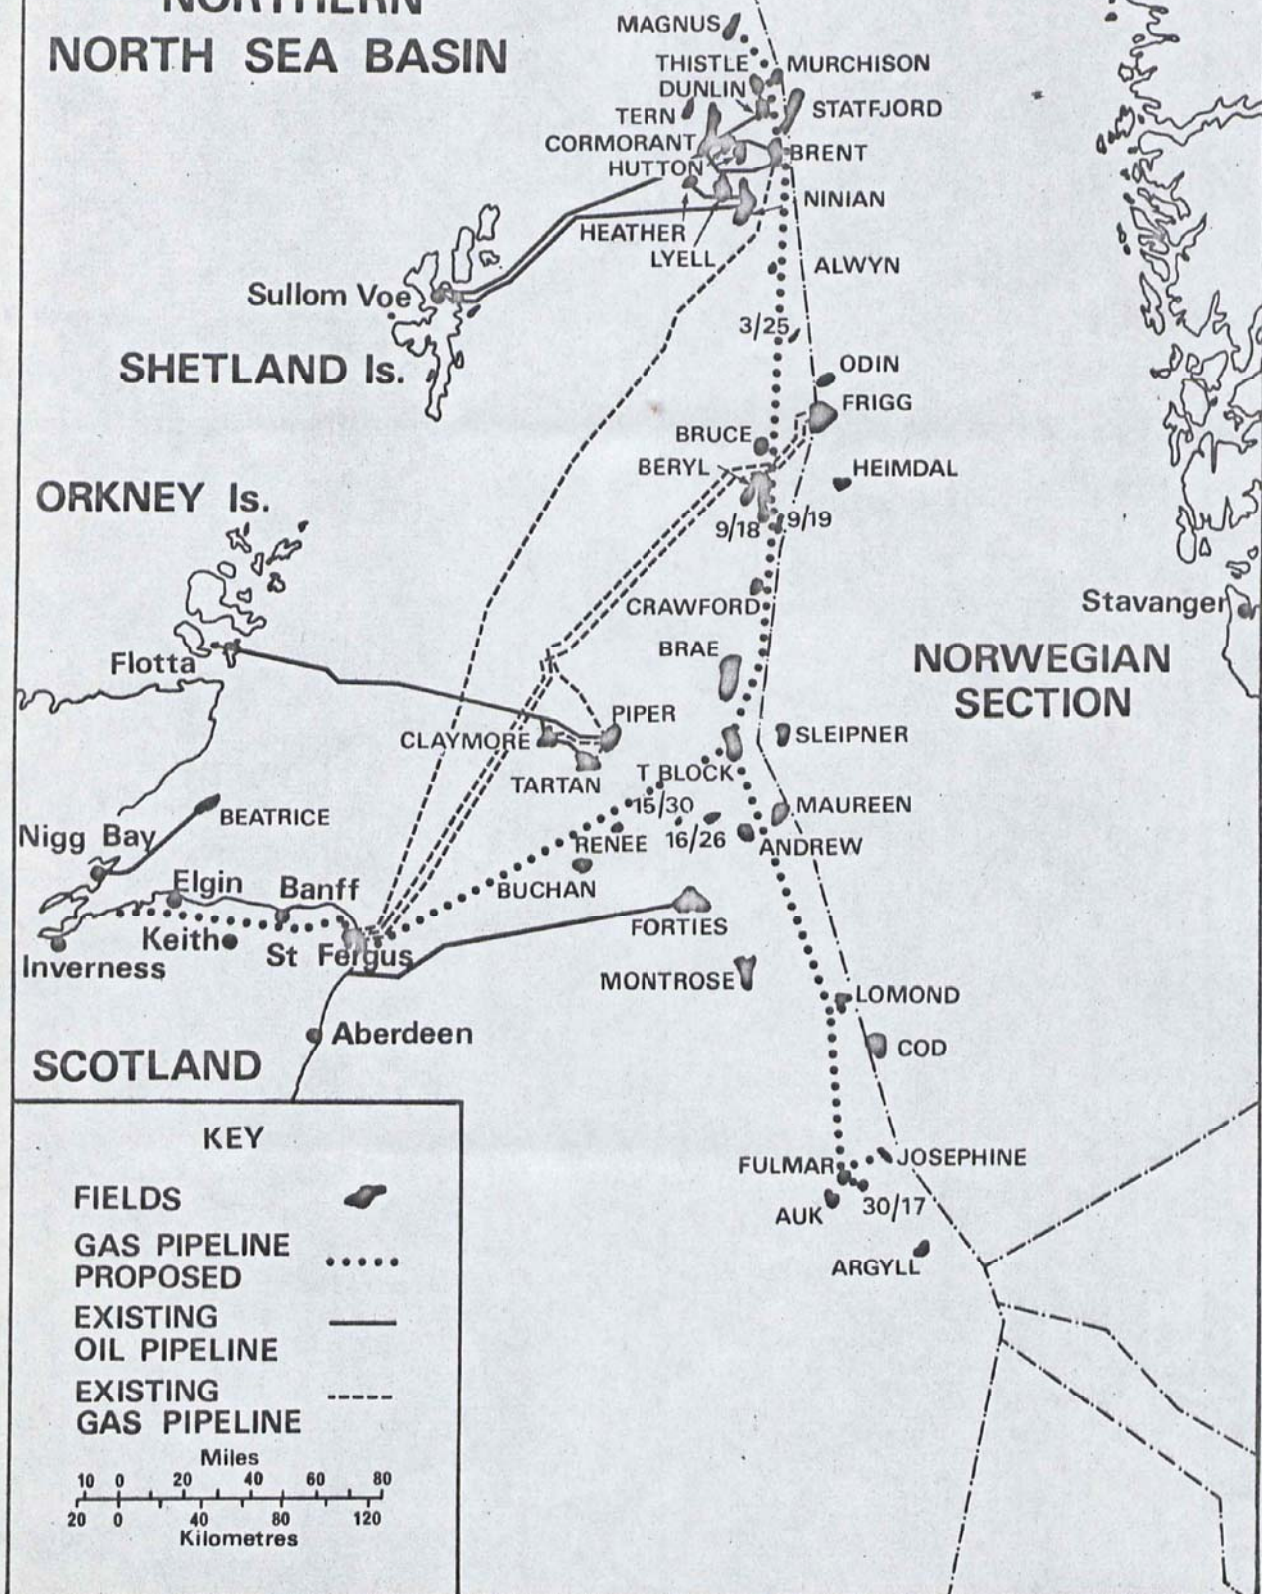 NORTHERN
NORTH SEA BASIN
MAGNUS
THISTLE
MURCHISON
DUNLIN
TERN
STATFJORD
CORMORANT
BRENT
HUTTON
NINIAN
HEATHER
LYELL
ALWYN
Sullom Voe
3/25
SHETLAND Is.
ODIN
FRIGG
BRUCE
BERYL
HEIMDAL
ORKNEY Is.
9/18
9/19
CRAWFORD
Stavanger
BRAE
NORWEGIAN
SECTION
Flotta
PIPER
CLAYMORE
SLEIPNER
TARTAN
T BLOCK
15/30
MAUREEN
BEATRICE
Nigg Bay
RENEE
16/26
ANDREW
Elgin
Banff
BUCHAN
FORTIES
Keith
St Fergus
Inverness
MONTROSE
LOMOND
Aberdeen
COD
SCOTLAND
KEY
FULMAR
JOSEPHINE
FIELDS
AUK
30/17
GAS PIPELINE
PROPOSED
ARGYLL
EXISTING
OIL PIPELINE
EXISTING
GAS PIPELINE
Miles
10 0 20 40 60 80
20 0 40 80 120
Kilometres